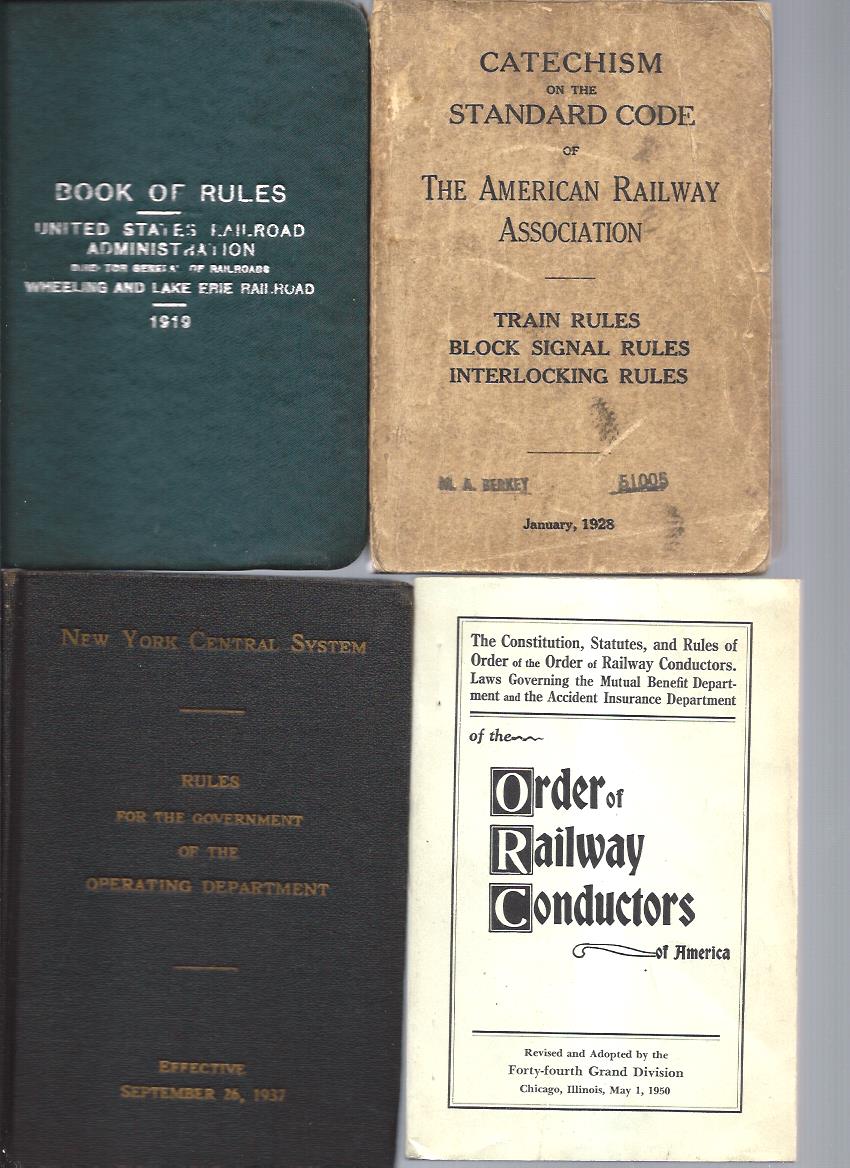 BOOK OF RULES
UNITED STATES RAILROAD
ADMINISTRATION
DIRECTOR GENERAL OF RAILROADS
WHEELING AND LAKE ERIE RAILROAD
1919
CATECHISM
ON THE
STANDARD CODE
OF
THE AMERICAN RAILWAY
ASSOCIATION
TRAIN RULES
BLOCK SIGNAL RULES
INTERLOCKING RULES
M. A. BERKEY 51005
January, 1928
NEW YORK CENTRAL SYSTEM
RULES
FOR THE GOVERNMENT
OF THE
OPERATING DEPARTMENT
EFFECTIVE
SEPTEMBER 26, 1937
The Constitution, Statutes, and Rules of
Order of the Order of Railway Conductors.
Laws Governing the Mutual Benefit Depart-
ment and the Accident Insurance Department
of the
Order of
Railway
Conductors
of America
Revised and Adopted by the
Forty-fourth Grand Division
Chicago, Illinois, May 1, 1950